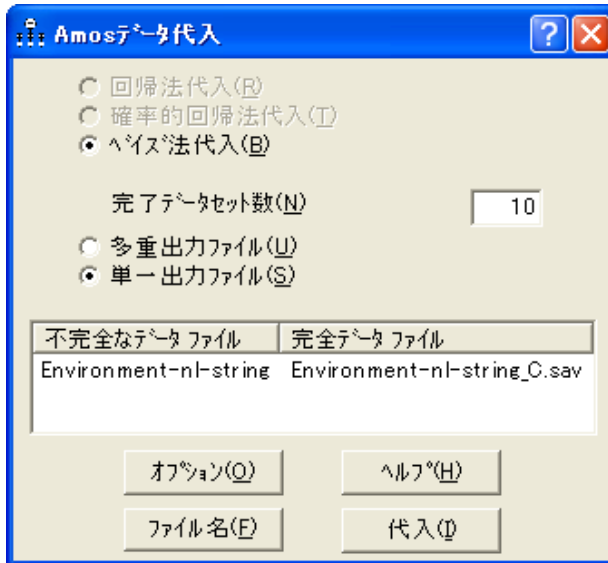 Amosﾃﾞｰﾀ代入
回帰法代入(R)
確率的回帰法代入(T)
ﾍﾞｲｽﾞ法代入(B)
完了ﾃﾞｰﾀｾｯﾄ数(N) 10
多重出力ﾌｧｲﾙ(U)
単一出力ﾌｧｲﾙ(S)
不完全なﾃﾞｰﾀ ﾌｧｲﾙ 完全ﾃﾞｰﾀ ﾌｧｲﾙ
Environment-nl-string Environment-nl-string_C.sav
ｵﾌﾟｼｮﾝ(O) ﾍﾙﾌﾟ(H)
ﾌｧｲﾙ名(F) 代入(I)